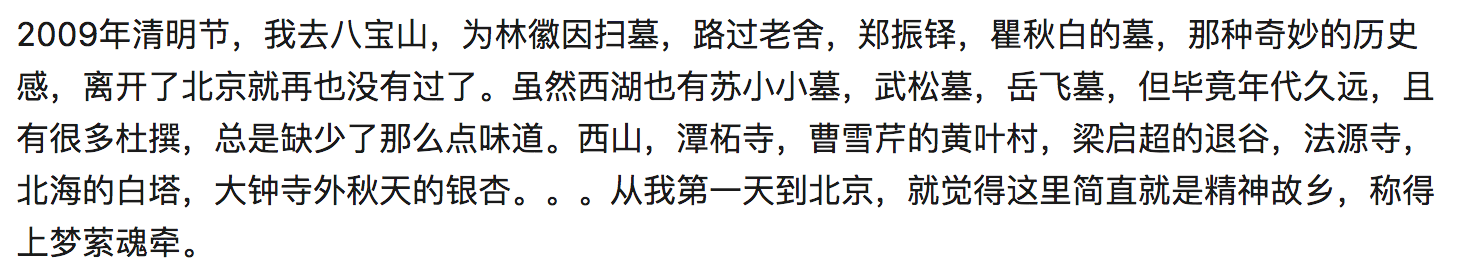 2009年清明节，我去八宝山，为林徽因扫墓，路过老舍，郑振铎，瞿秋白的墓，那种奇妙的历史
感，离开了北京就再也没有过了。虽然西湖也有苏小小墓，武松墓，岳飞墓，但毕竟年代久远，且
有很多杜撰，总是缺少了那么点味道。西山，潭柘寺，曹雪芹的黄叶村，梁启超的退谷，法源寺，
北海的白塔，大钟寺外秋天的银杏。。。从我第一天到北京，就觉得这里简直就是精神故乡，称得
上梦萦魂牵。